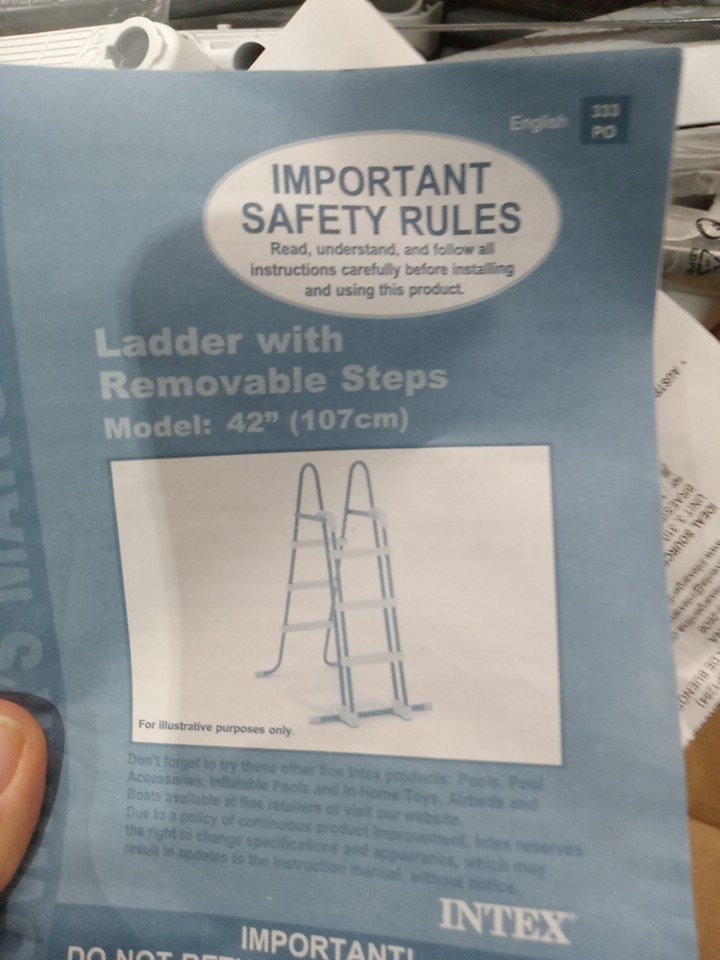 English
333
PO
IMPORTANT
SAFETY RULES
Read, understand, and follow all
instructions carefully before installing
and using this product.
Ladder with
Removable Steps
Model: 42” (107cm)
For illustrative purposes only.
Don't forget to try these other fine Intex products: Pools, Pool
Accessories, Inflatable Pools and In-Home Toys, Airbeds and
Boats available at fine retailers or visit our website.
Due to a policy of continuous product improvement, Intex reserves
the right to change specifications and appearance, which may
result in updates to the instruction manual, without notice.
INTEX
IMPORTANT!
DO NOT